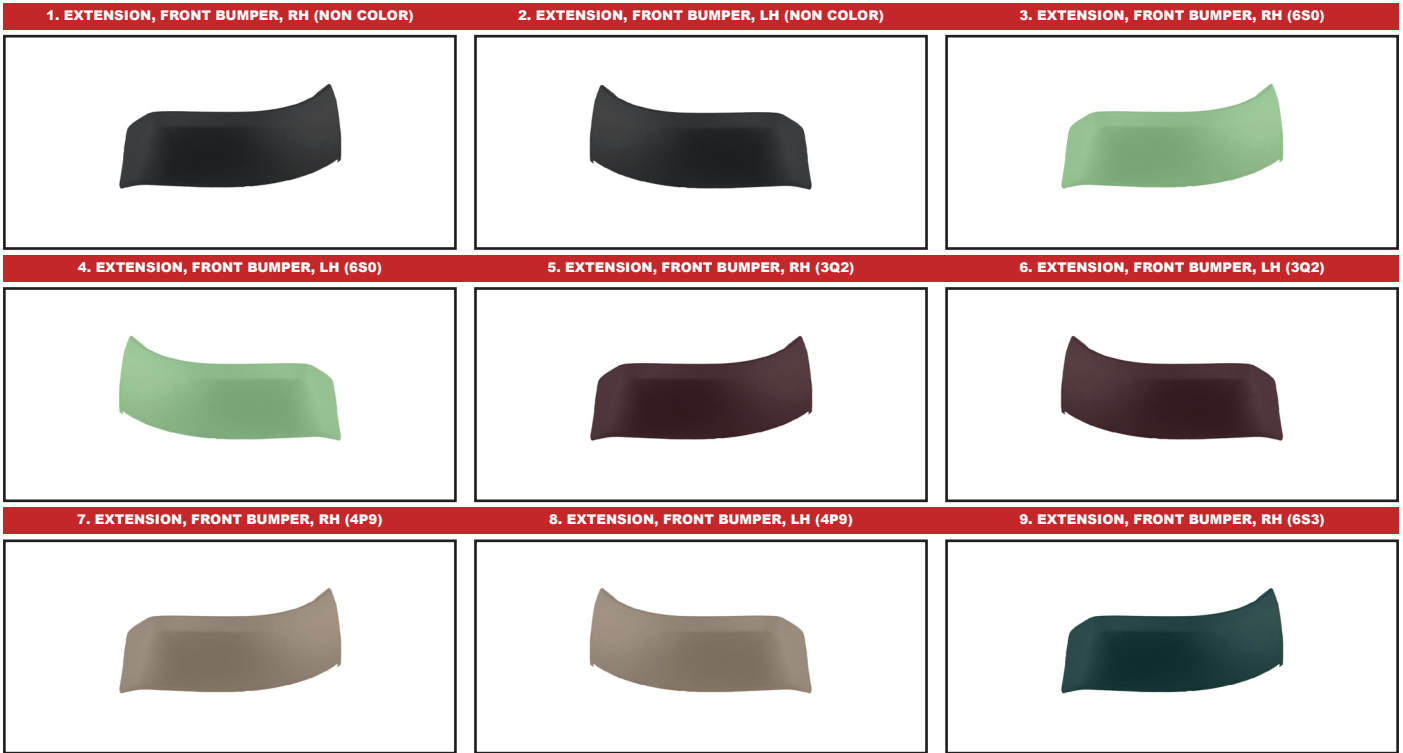 1. EXTENSION, FRONT BUMPER, RH (NON COLOR)
2. EXTENSION, FRONT BUMPER, LH (NON COLOR)
3. EXTENSION, FRONT BUMPER, RH (6S0)
4. EXTENSION, FRONT BUMPER, LH (6S0)
5. EXTENSION, FRONT BUMPER, RH (3Q2)
6. EXTENSION, FRONT BUMPER, LH (3Q2)
7. EXTENSION, FRONT BUMPER, RH (4P9)
8. EXTENSION, FRONT BUMPER, LH (4P9)
9. EXTENSION, FRONT BUMPER, RH (6S3)